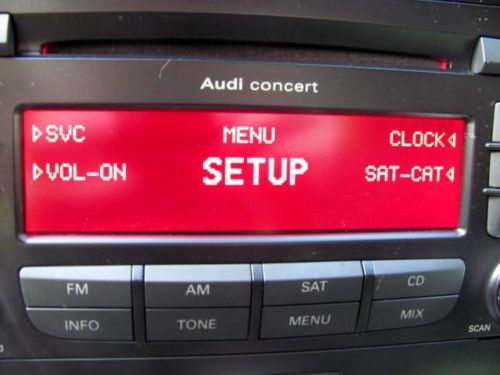 Audi concert
▷SVC MENU CLOCK◁
▷VOL-ON SETUP SAT-CAT◁
FM AM SAT CD
INFO TONE MENU MIX
SCAN